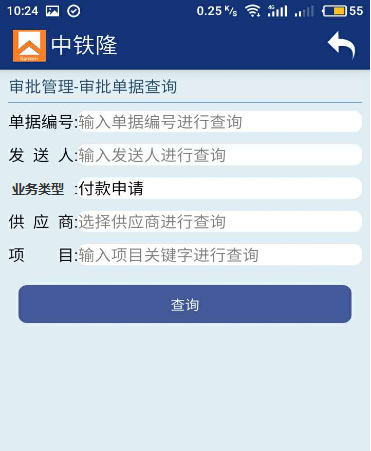 10:24 0.25 K/s 4G 55
中铁隆
审批管理-审批单据查询
单据编号:输入单据编号进行查询
发 送 人:输入发送人进行查询
业务类型 :付款申请
供 应 商:选择供应商进行查询
项 目:输入项目关键字进行查询
查询